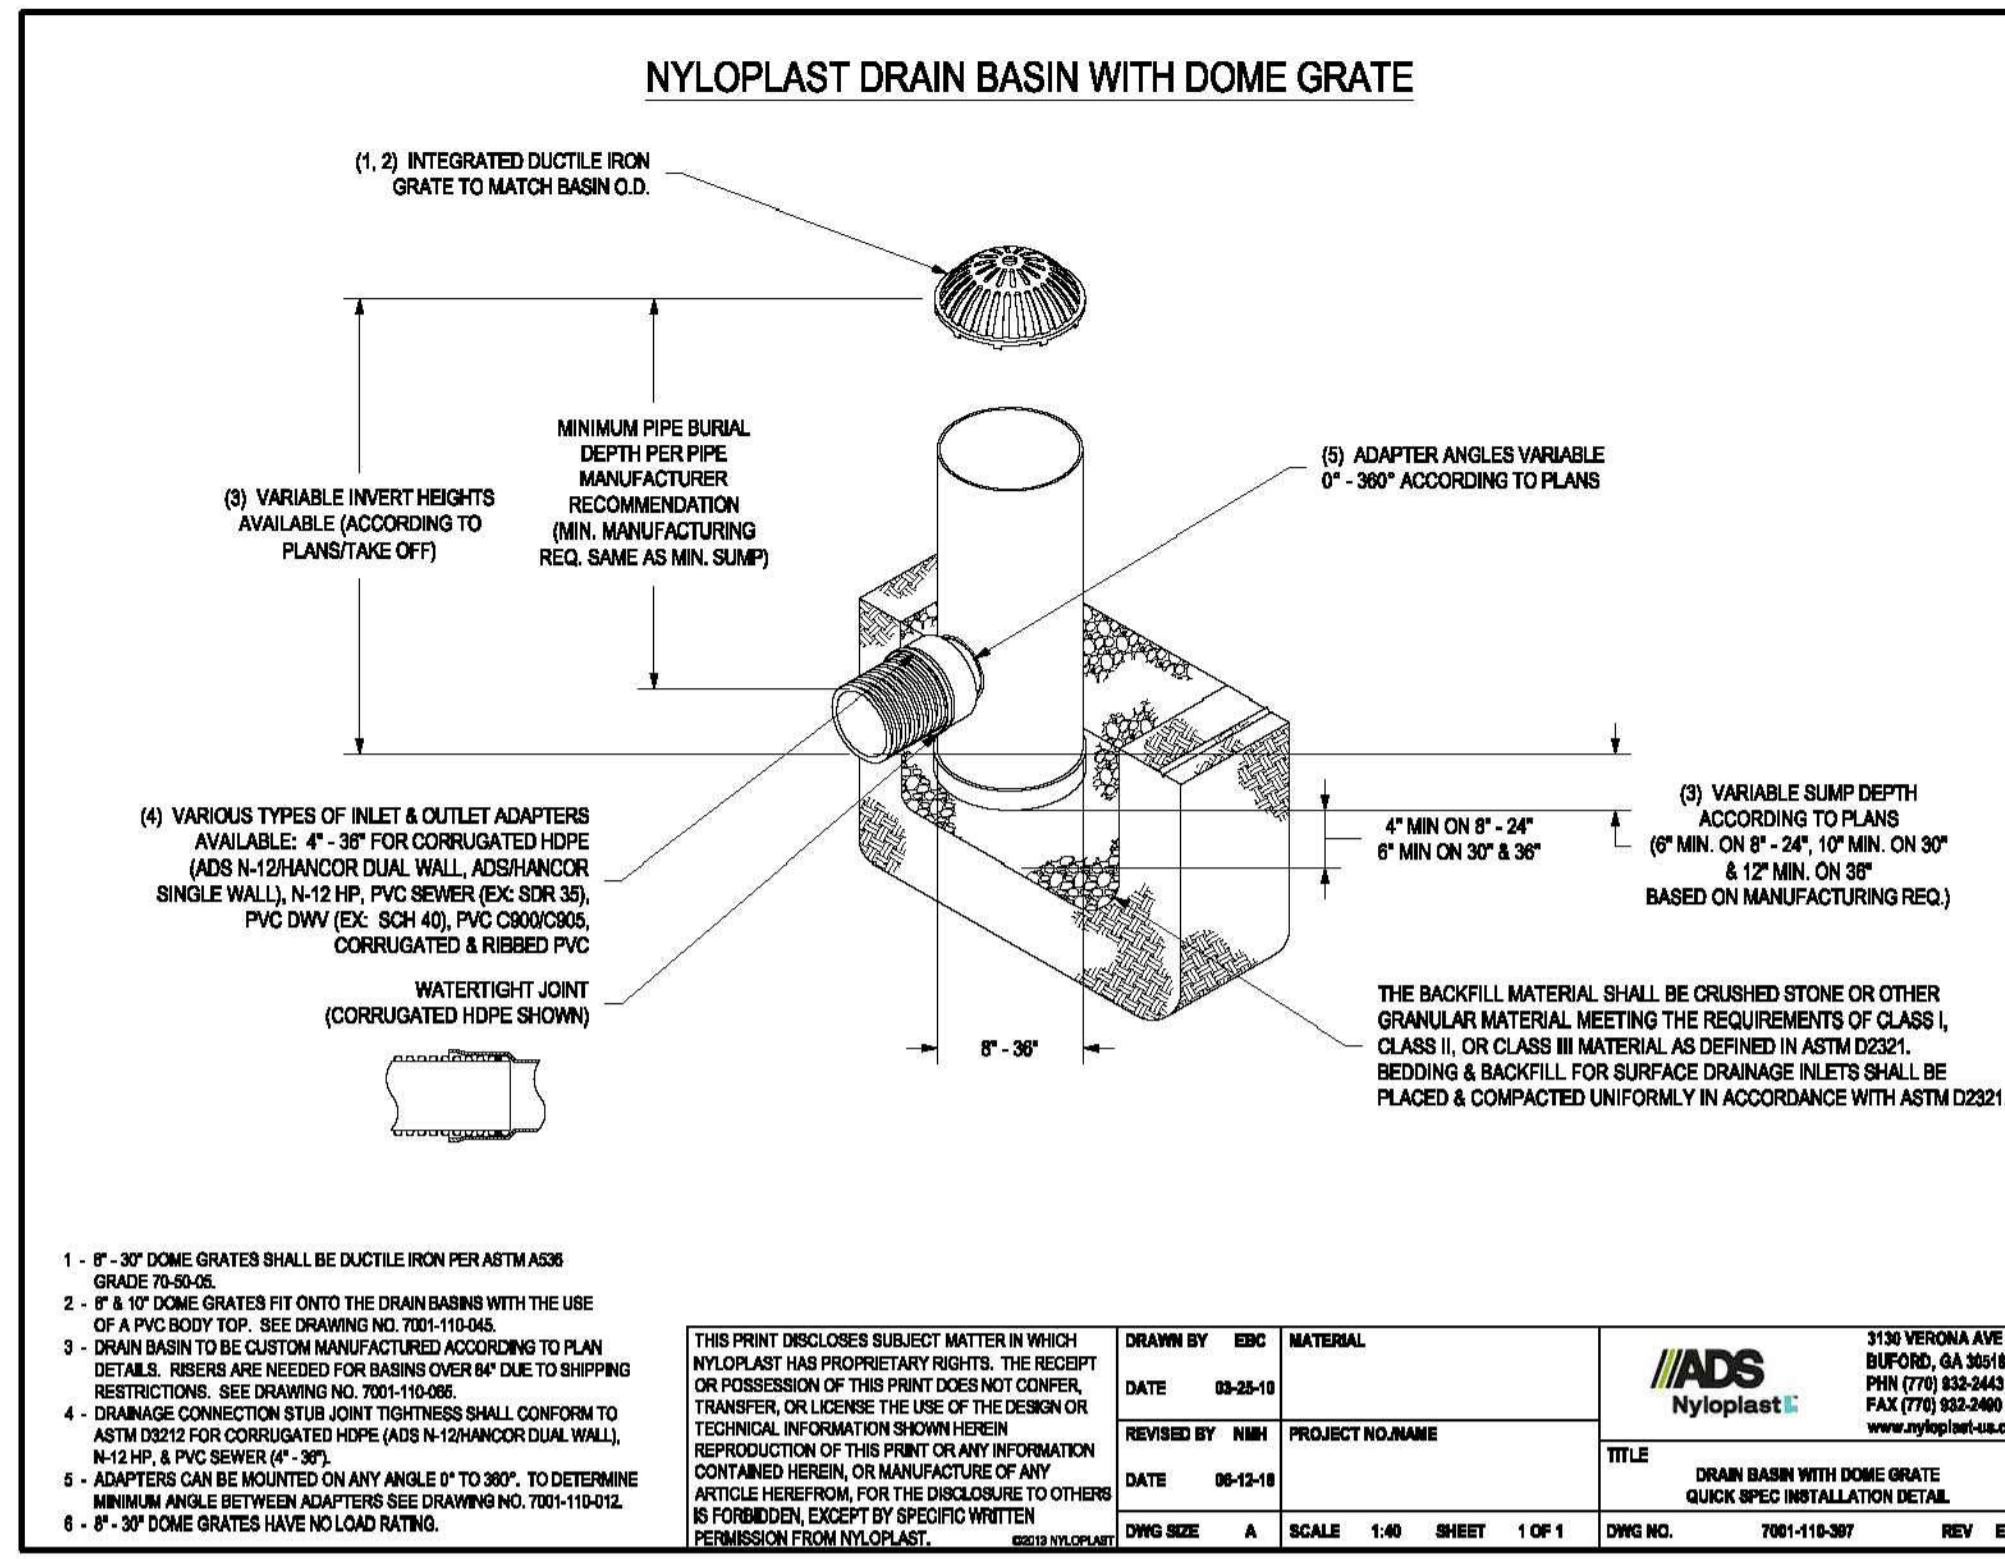 NYLOPLAST DRAIN BASIN WITH DOME GRATE
(1, 2) INTEGRATED DUCTILE IRON
GRATE TO MATCH BASIN O.D.
MINIMUM PIPE BURIAL
DEPTH PER PIPE
MANUFACTURER
RECOMMENDATION
(MIN. MANUFACTURING
REQ. SAME AS MIN. SUMP)
(3) VARIABLE INVERT HEIGHTS
AVAILABLE (ACCORDING TO
PLANS/TAKE OFF)
(5) ADAPTER ANGLES VARIABLE
0° - 360° ACCORDING TO PLANS
(4) VARIOUS TYPES OF INLET & OUTLET ADAPTERS
AVAILABLE: 4" - 36" FOR CORRUGATED HDPE
(ADS N-12/HANCOR DUAL WALL, ADS/HANCOR
SINGLE WALL), N-12 HP, PVC SEWER (EX: SDR 35),
PVC DWV (EX: SCH 40), PVC C900/C905,
CORRUGATED & RIBBED PVC
WATERTIGHT JOINT
(CORRUGATED HDPE SHOWN)
8" - 36"
4" MIN ON 8" - 24"
6" MIN ON 30" & 36"
(3) VARIABLE SUMP DEPTH
ACCORDING TO PLANS
(6" MIN. ON 8" - 24", 10" MIN. ON 30"
& 12" MIN. ON 36"
BASED ON MANUFACTURING REQ.)
THE BACKFILL MATERIAL SHALL BE CRUSHED STONE OR OTHER
GRANULAR MATERIAL MEETING THE REQUIREMENTS OF CLASS I,
CLASS II, OR CLASS III MATERIAL AS DEFINED IN ASTM D2321.
BEDDING & BACKFILL FOR SURFACE DRAINAGE INLETS SHALL BE
PLACED & COMPACTED UNIFORMLY IN ACCORDANCE WITH ASTM D2321.
1 - 8" - 30" DOME GRATES SHALL BE DUCTILE IRON PER ASTM A536
GRADE 70-50-05.
2 - 8" & 10" DOME GRATES FIT ONTO THE DRAIN BASINS WITH THE USE
OF A PVC BODY TOP. SEE DRAWING NO. 7001-110-045.
3 - DRAIN BASIN TO BE CUSTOM MANUFACTURED ACCORDING TO PLAN
DETAILS. RISERS ARE NEEDED FOR BASINS OVER 84" DUE TO SHIPPING
RESTRICTIONS. SEE DRAWING NO. 7001-110-065.
4 - DRAINAGE CONNECTION STUB JOINT TIGHTNESS SHALL CONFORM TO
ASTM D3212 FOR CORRUGATED HDPE (ADS N-12/HANCOR DUAL WALL),
N-12 HP, & PVC SEWER (4" - 36").
5 - ADAPTERS CAN BE MOUNTED ON ANY ANGLE 0° TO 360°. TO DETERMINE
MINIMUM ANGLE BETWEEN ADAPTERS SEE DRAWING NO. 7001-110-012.
6 - 8" - 30" DOME GRATES HAVE NO LOAD RATING.
THIS PRINT DISCLOSES SUBJECT MATTER IN WHICH
NYLOPLAST HAS PROPRIETARY RIGHTS. THE RECEIPT
OR POSSESSION OF THIS PRINT DOES NOT CONFER,
TRANSFER, OR LICENSE THE USE OF THE DESIGN OR
TECHNICAL INFORMATION SHOWN HEREIN
REPRODUCTION OF THIS PRINT OR ANY INFORMATION
CONTAINED HEREIN, OR MANUFACTURE OF ANY
ARTICLE HEREFROM, FOR THE DISCLOSURE TO OTHERS
IS FORBIDDEN, EXCEPT BY SPECIFIC WRITTEN
PERMISSION FROM NYLOPLAST. ©2013 NYLOPLAST
DRAWN BY EBC
DATE 03-25-10
REVISED BY NMH
DATE 06-12-18
DWG SIZE A
MATERIAL
PROJECT NO./NAME
SCALE 1:40 SHEET 1 OF 1
ADS
Nyloplast
3130 VERONA AVE
BUFORD, GA 30518
PHN (770) 932-2443
FAX (770) 932-2490
www.nyloplast-us.c
TITLE
DRAIN BASIN WITH DOME GRATE
QUICK SPEC INSTALLATION DETAIL
DWG NO. 7001-110-397 REV E